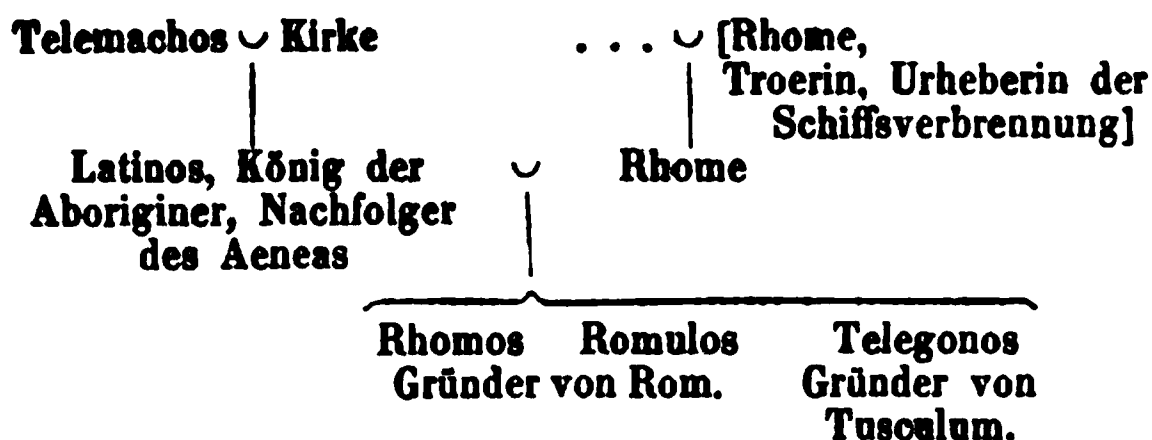 Telemachos ⌣ Kirke . . . ⌣ [Rhome,
Troerin, Urheberin der
Schiffsverbrennung]
Latinos, König der ⌣ Rhome
Aboriginer, Nachfolger
des Aeneas
Rhomos Romulos Telegonos
Gründer von Rom. Gründer von
Tusculum.